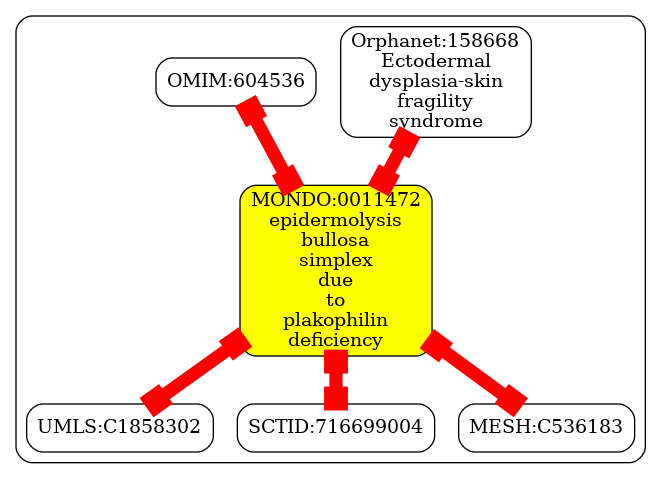 OMIM:604536
Orphanet:158668
Ectodermal
dysplasia-skin
fragility
syndrome
MONDO:0011472
epidermolysis
bullosa
simplex
due
to
plakophilin
deficiency
UMLS:C1858302
SCTID:716699004
MESH:C536183